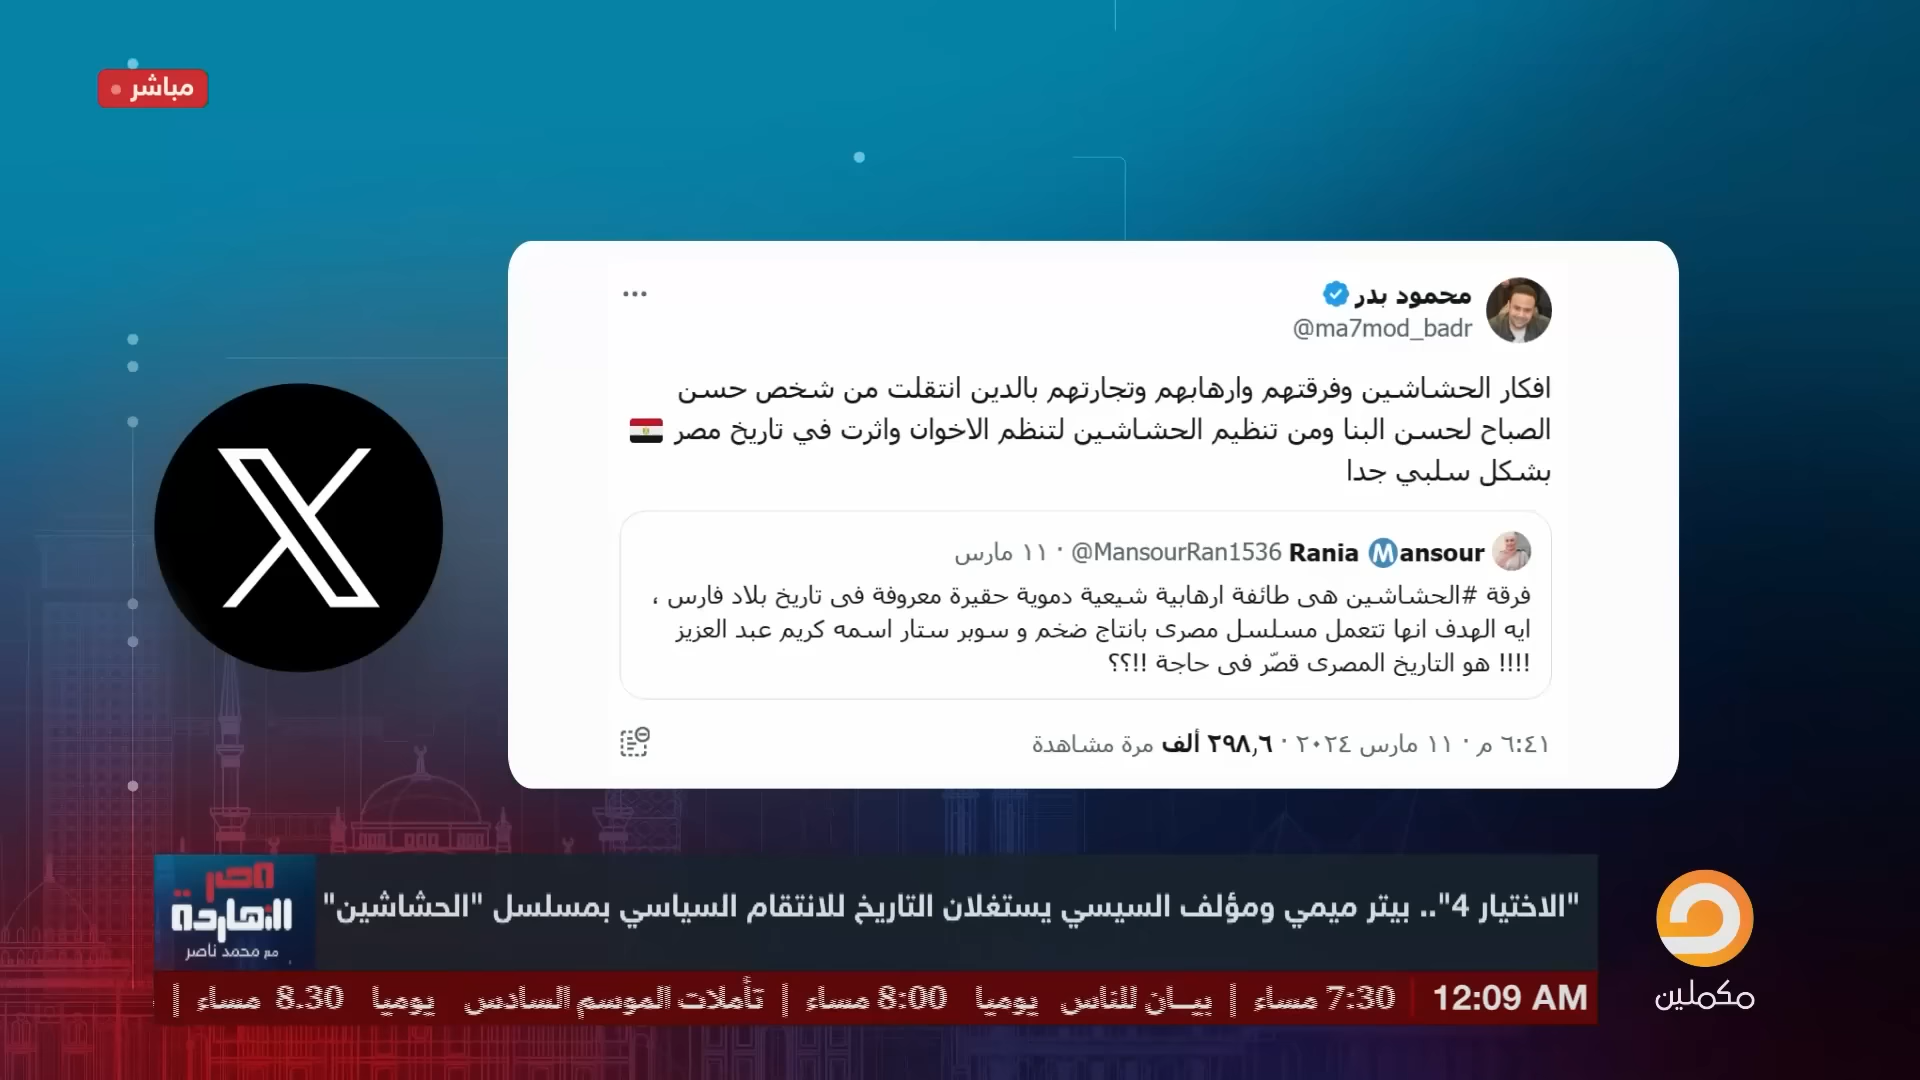 مباشر
محمود بدر
@ma7mod_badr
افكار الحشاشين وفرقتهم وارهابهم وتجارتهم بالدين انتقلت من شخص حسن
الصباح لحسن البنا ومن تنظيم الحشاشين لتنظم الاخوان واثرت في تاريخ مصر 🇪🇬
بشكل سلبي جدا
Rania Ⓜansour @MansourRan1536 · ١١ مارس
فرقة #الحشاشين هى طائفة ارهابية شيعية دموية حقيرة معروفة فى تاريخ بلاد فارس ،
ايه الهدف انها تتعمل مسلسل مصرى بانتاج ضخم و سوبر ستار اسمه كريم عبد العزيز
!!!! هو التاريخ المصرى قصّر فى حاجة !!؟؟
٦:٤١ م · ١١ مارس ٢٠٢٤ · ٢٩٨٫٦ ألف مرة مشاهدة
"الاختيار 4".. بيتر ميمي ومؤلف السيسي يستغلان التاريخ للانتقام السياسي بمسلسل "الحشاشين"
مصر
النهاردة
مع محمد ناصر
12:09 AM
7:30 مساء | بيـــان للناس يوميا 8:00 مساء | تأملات الموسم السادس يوميا 8.30 مساء |
مكملين